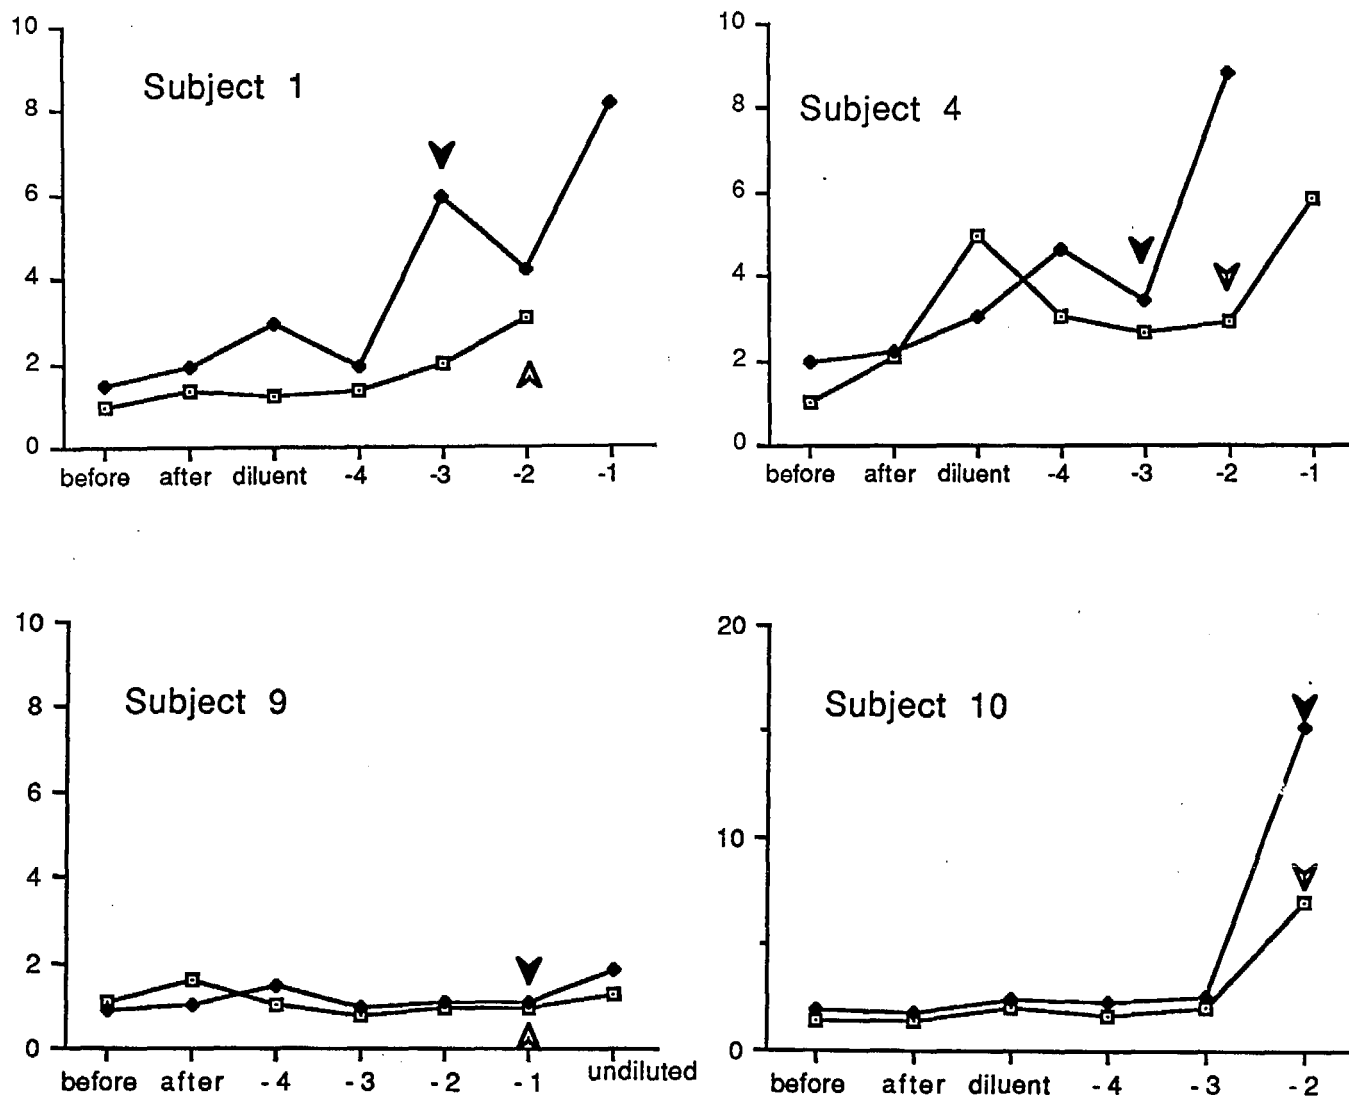 10
8
6
4
2
0
Subject 1
before after diluent -4 -3 -2 -1
10
8
6
4
2
0
Subject 4
before after diluent -4 -3 -2 -1
10
8
6
4
2
0
Subject 9
before after -4 -3 -2 -1 undiluted
20
10
0
Subject 10
before after diluent -4 -3 -2